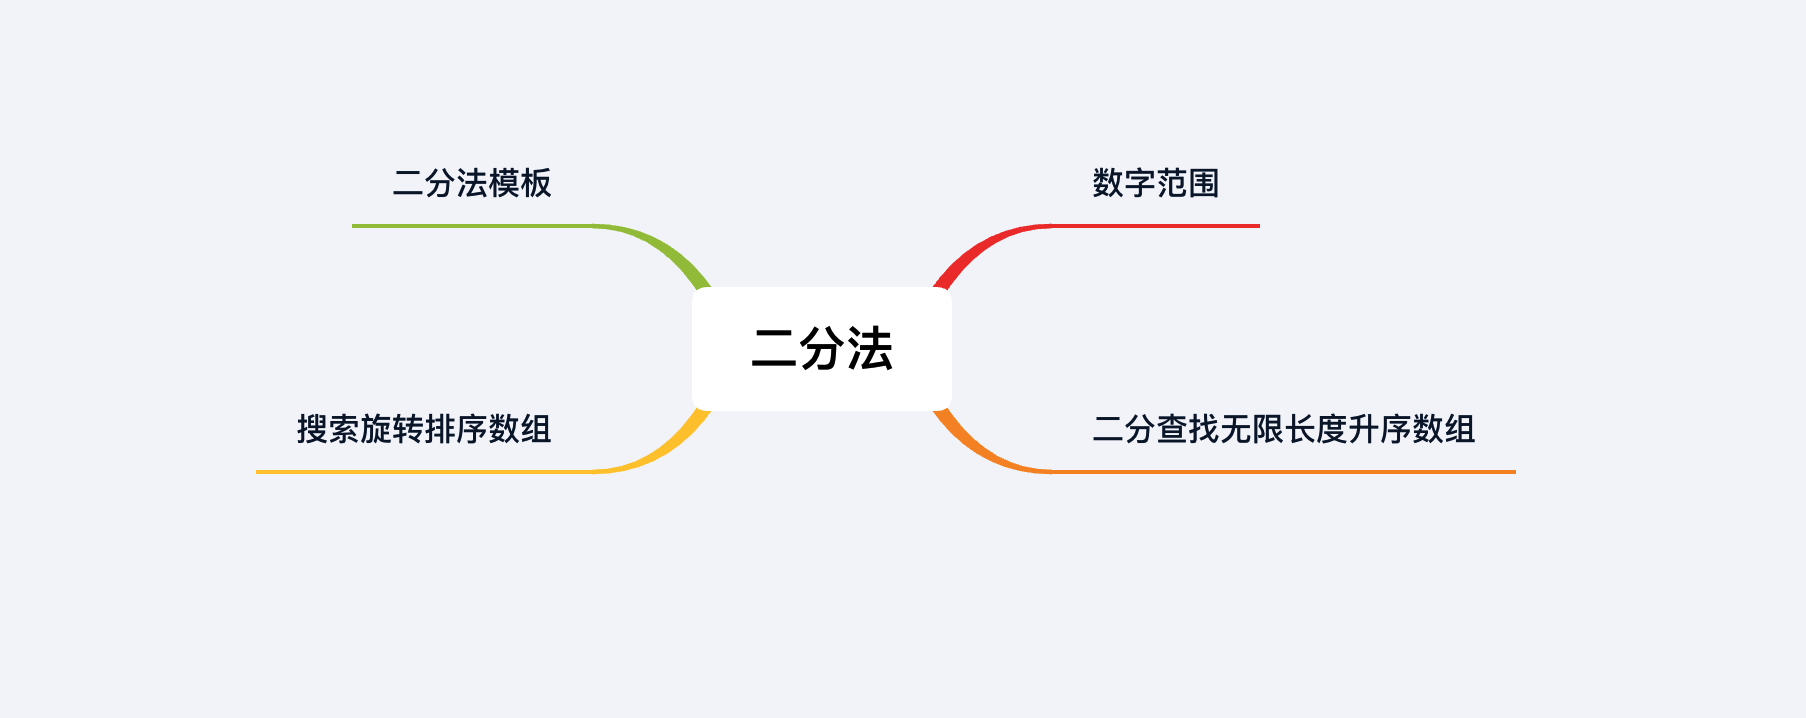 二分法模板
数字范围
二分法
搜索旋转排序数组
二分查找无限长度升序数组